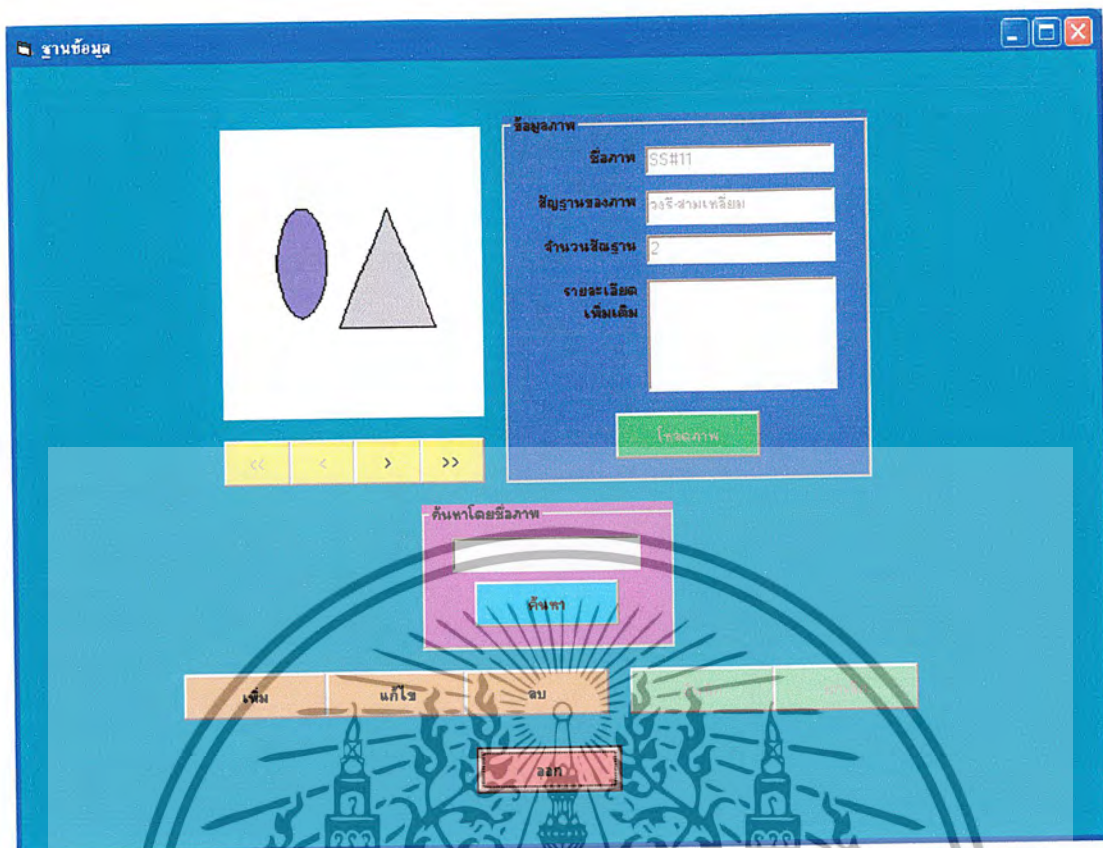 ฐานข้อมูล
ข้อมูลภาพ
ชื่อภาพ SS#11
สัญฐานของภาพ วงรี-สามเหลี่ยม
จำนวนสัณฐาน 2
รายละเอียด
เพิ่มเติม
โหลดภาพ
<< < > >>
ค้นหาโดยชื่อภาพ
ค้นหา
เพิ่ม แก้ไข ลบ
ออก